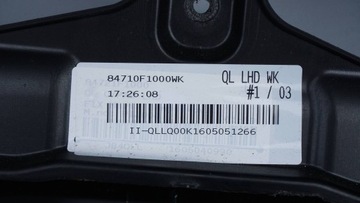 84710F1000WK QL LHD WK
17:26:08 #1 / 03
II-QLLQ00K1605051266